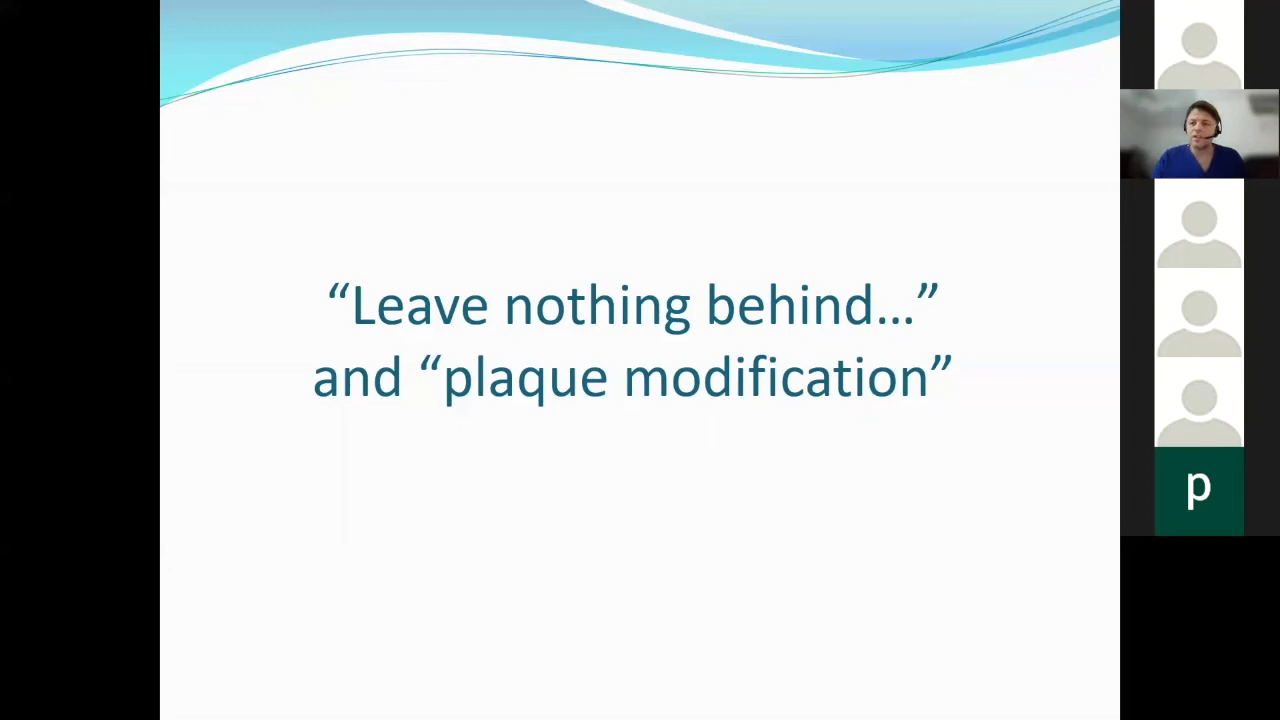 “Leave nothing behind…”
and “plaque modification”
p